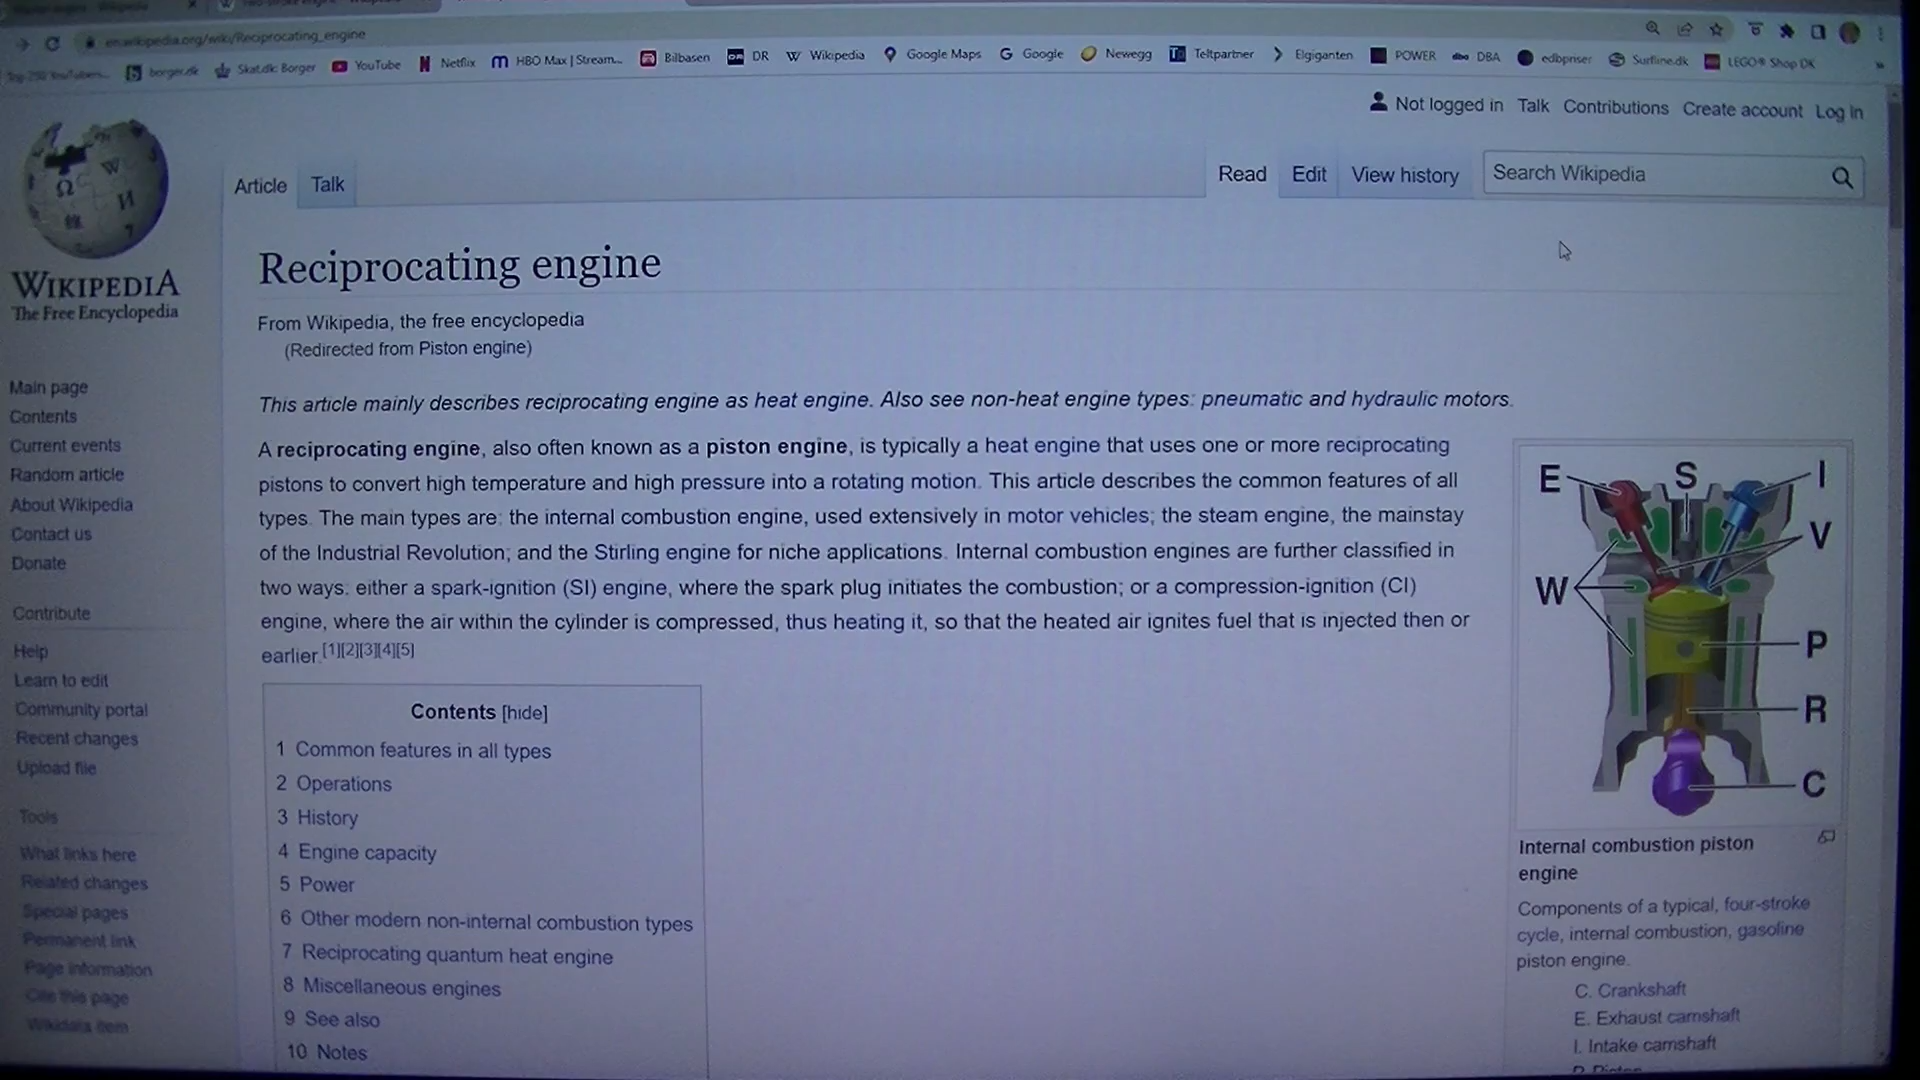 en.wikipedia.org/wiki/Reciprocating_engine
borger.dk Skat.dk: Borger YouTube Netflix HBO Max | Stream... Bilbasen DR Wikipedia Google Maps Google Newegg Teltpartner Elgiganten POWER DBA edbpriser Surfline.dk LEGO® Shop DK »
Not logged in Talk Contributions Create account Log in
Article Talk Read Edit View history Search Wikipedia
WIKIPEDIA
The Free Encyclopedia
Main page
Contents
Current events
Random article
About Wikipedia
Contact us
Donate
Contribute
Help
Learn to edit
Community portal
Recent changes
Upload file
Tools
What links here
Related changes
Special pages
Permanent link
Page information
Cite this page
Wikidata item
Reciprocating engine
From Wikipedia, the free encyclopedia
(Redirected from Piston engine)
This article mainly describes reciprocating engine as heat engine. Also see non-heat engine types: pneumatic and hydraulic motors.
A reciprocating engine, also often known as a piston engine, is typically a heat engine that uses one or more reciprocating
pistons to convert high temperature and high pressure into a rotating motion. This article describes the common features of all
types. The main types are: the internal combustion engine, used extensively in motor vehicles; the steam engine, the mainstay
of the Industrial Revolution; and the Stirling engine for niche applications. Internal combustion engines are further classified in
two ways: either a spark-ignition (SI) engine, where the spark plug initiates the combustion; or a compression-ignition (CI)
engine, where the air within the cylinder is compressed, thus heating it, so that the heated air ignites fuel that is injected then or
earlier.[1][2][3][4][5]
Contents [hide]
1 Common features in all types
2 Operations
3 History
4 Engine capacity
5 Power
6 Other modern non-internal combustion types
7 Reciprocating quantum heat engine
8 Miscellaneous engines
9 See also
10 Notes
E S I
V
W
P
R
C
Internal combustion piston
engine
Components of a typical, four-stroke
cycle, internal combustion, gasoline
piston engine.
C. Crankshaft
E. Exhaust camshaft
I. Intake camshaft